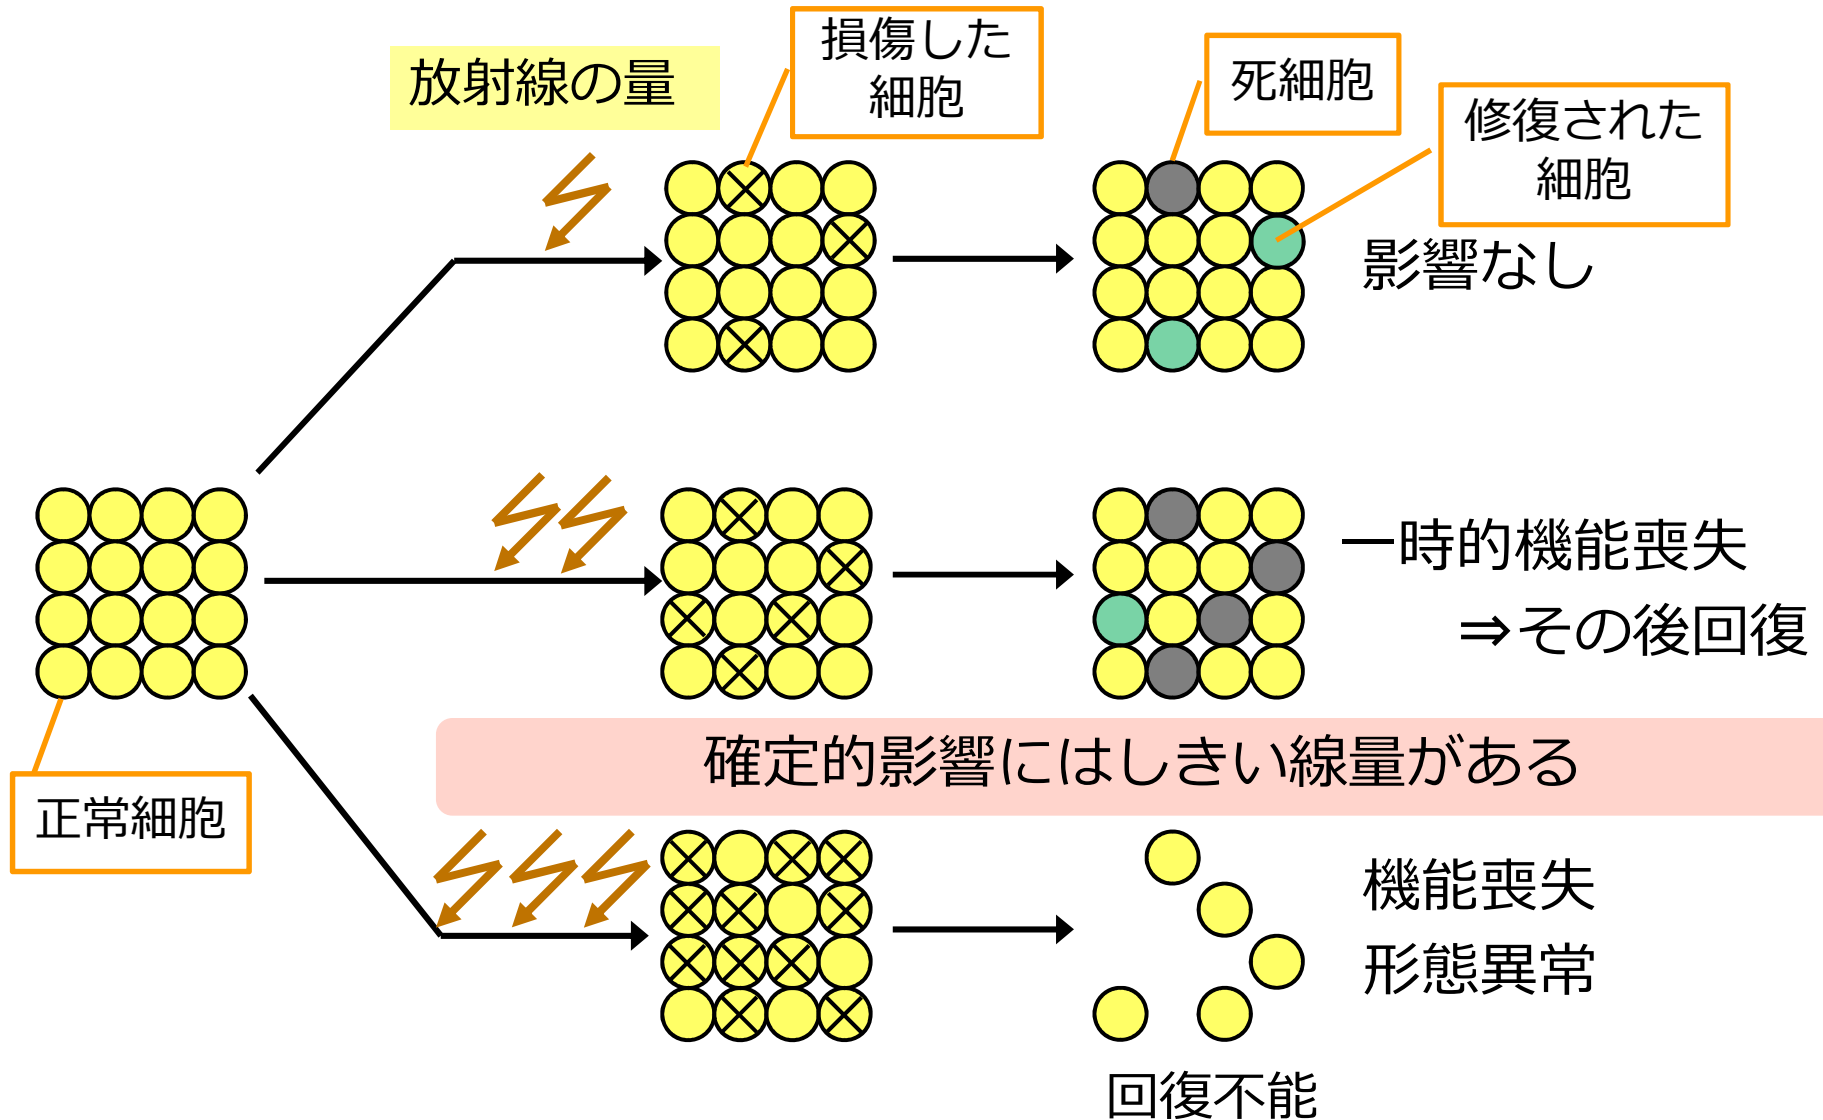 放射線の量
損傷した
細胞
死細胞
修復された
細胞
影響なし
一時的機能喪失
⇒その後回復
確定的影響にはしきい線量がある
正常細胞
機能喪失
形態異常
回復不能